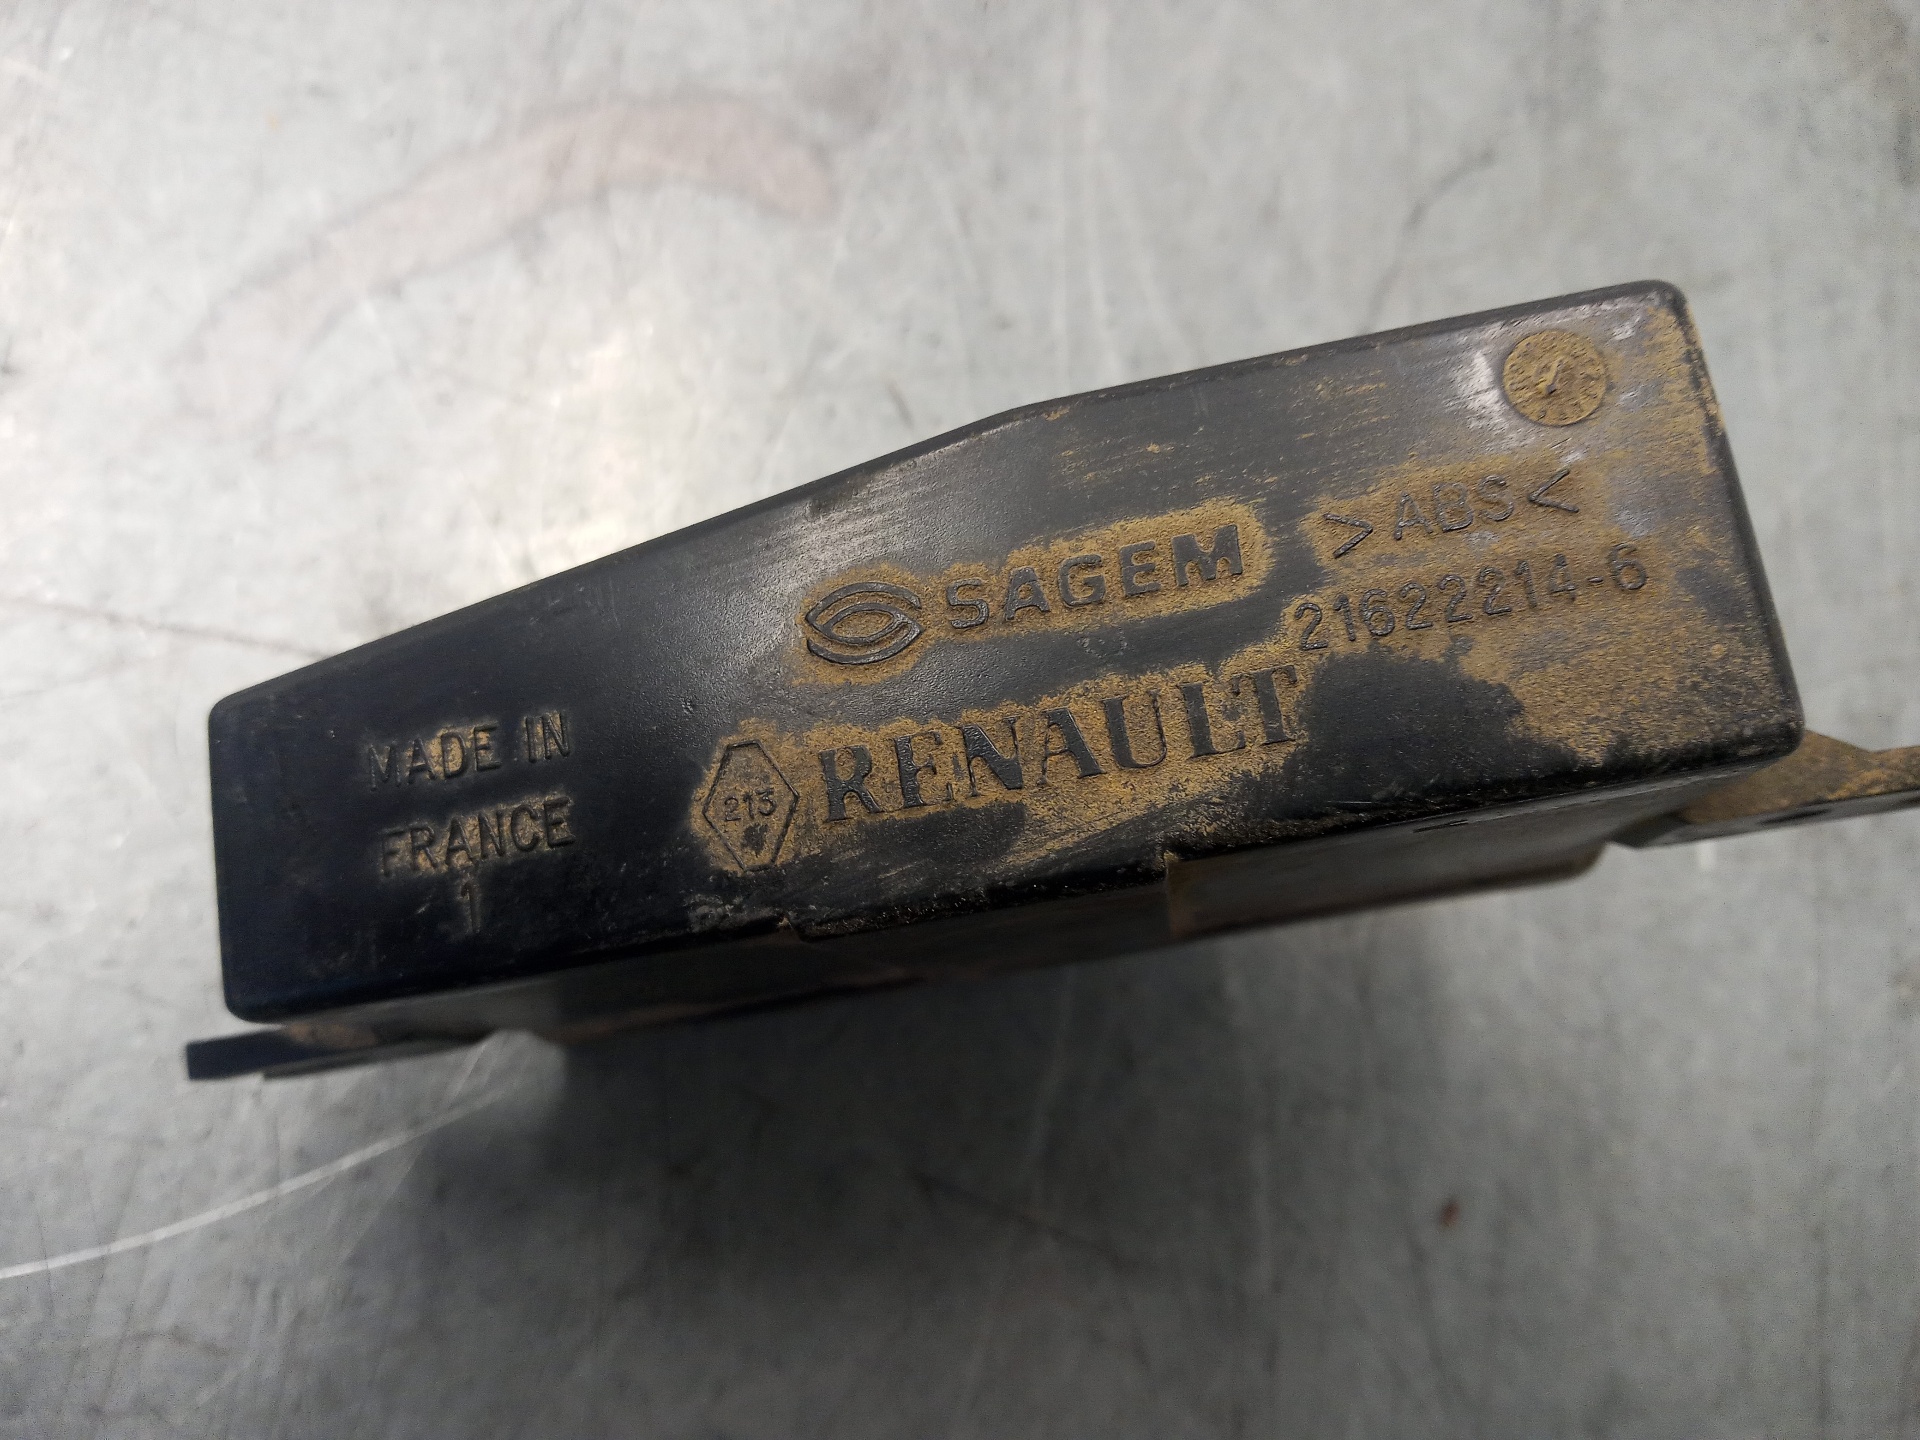 >ABS<
SAGEM
21622214-6
RENAULT
213
MADE IN
FRANCE
1